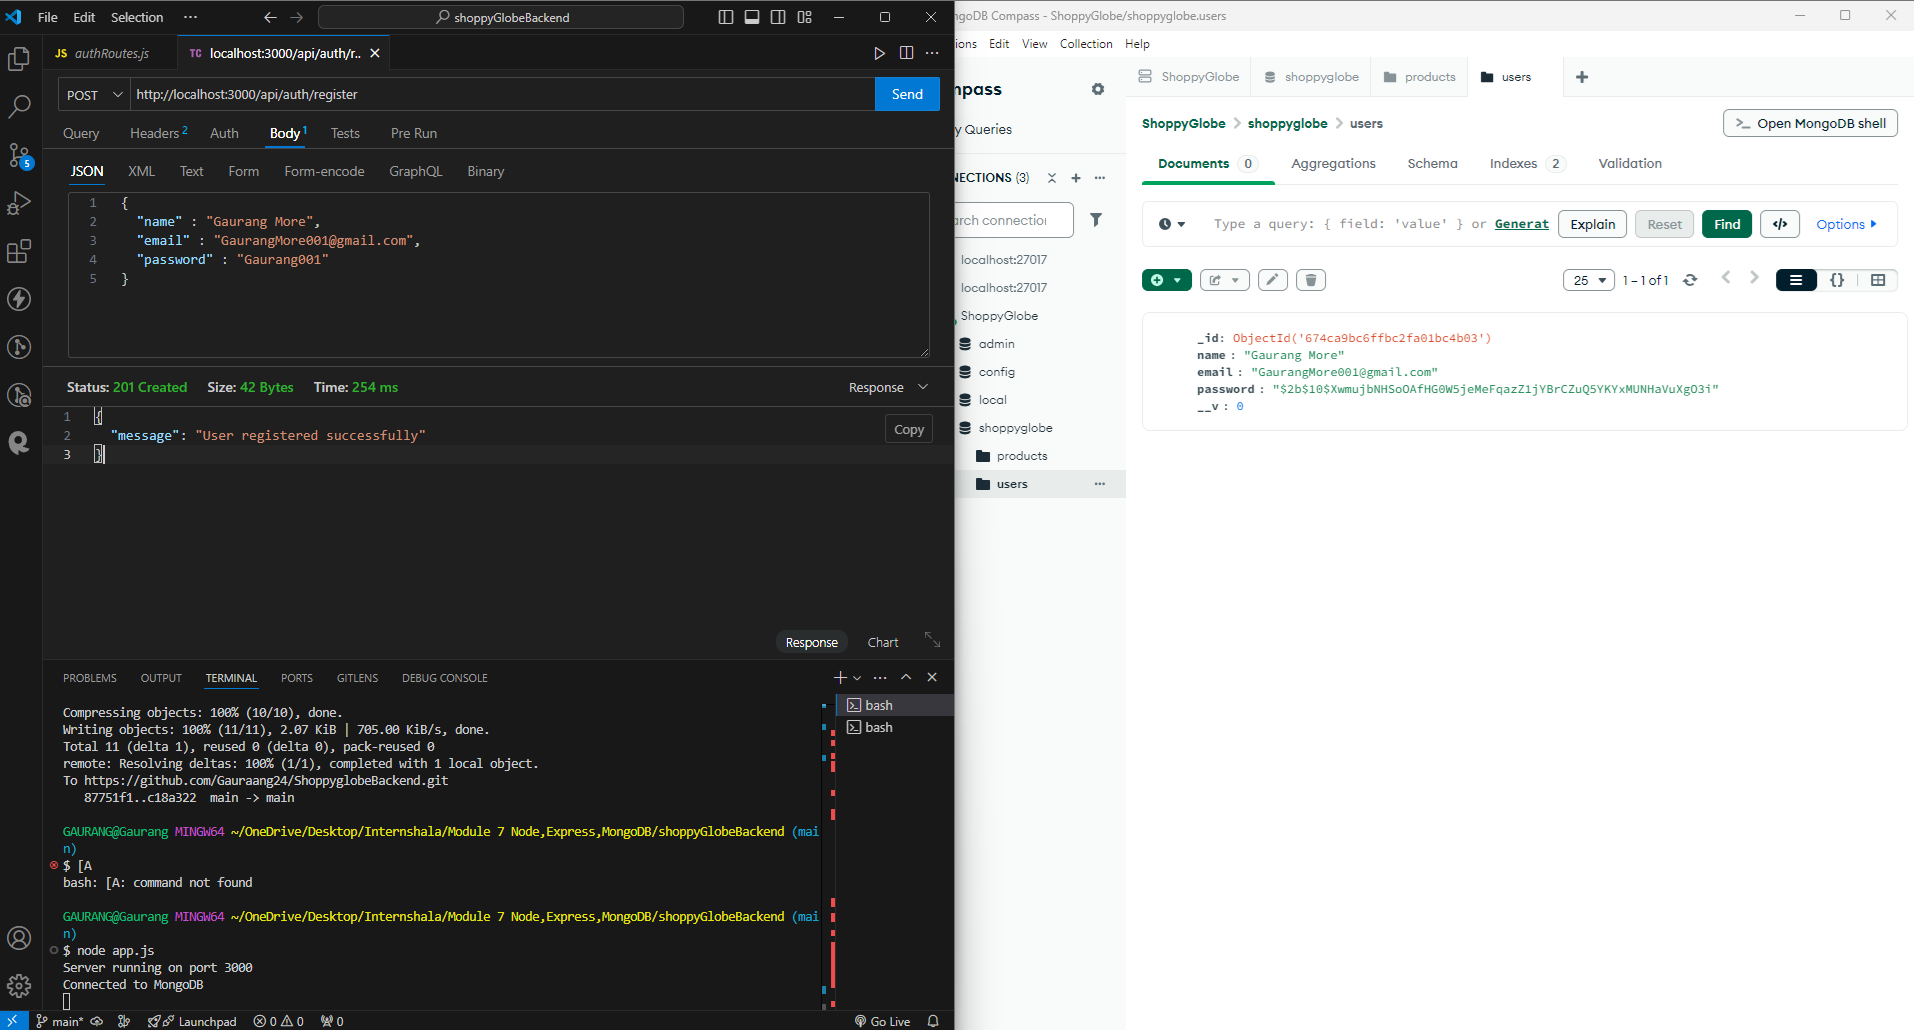 File Edit Selection ··· shoppyGlobeBackend
JS authRoutes.js
TC localhost:3000/api/auth/r..
POST http://localhost:3000/api/auth/register Send
Query Headers 2 Auth Body 1 Tests Pre Run
JSON XML Text Form Form-encode GraphQL Binary
1 {
2 "name" : "Gaurang More",
3 "email" : "GaurangMore001@gmail.com",
4 "password" : "Gaurang001"
5 }
Status: 201 Created Size: 42 Bytes Time: 254 ms Response
1 {
2 "message": "User registered successfully"
3 }
Copy
Response Chart
PROBLEMS OUTPUT TERMINAL PORTS GITLENS DEBUG CONSOLE
bash
bash
Compressing objects: 100% (10/10), done.
Writing objects: 100% (11/11), 2.07 KiB | 705.00 KiB/s, done.
Total 11 (delta 1), reused 0 (delta 0), pack-reused 0
remote: Resolving deltas: 100% (1/1), completed with 1 local object.
To https://github.com/Gauraang24/ShoppyglobeBackend.git
87751f1..c18a322 main -> main
GAURANG@Gaurang MINGW64 ~/OneDrive/Desktop/Internshala/Module 7 Node,Express,MongoDB/shoppyGlobeBackend (mai
n)
$ [A
bash: [A: command not found
GAURANG@Gaurang MINGW64 ~/OneDrive/Desktop/Internshala/Module 7 Node,Express,MongoDB/shoppyGlobeBackend (mai
n)
$ node app.js
Server running on port 3000
Connected to MongoDB
5
main* Launchpad 0 0 0 Go Live
ngoDB Compass - ShoppyGlobe/shoppyglobe.users
ions Edit View Collection Help
mpass
y Queries
NECTIONS (3)
arch connection
localhost:27017
localhost:27017
ShoppyGlobe
admin
config
local
shoppyglobe
products
users ···
ShoppyGlobe shoppyglobe products users
ShoppyGlobe > shoppyglobe > users
>_ Open MongoDB shell
Documents 0 Aggregations Schema Indexes 2 Validation
Type a query: { field: 'value' } or Generat Explain Reset Find </> Options
25 1 – 1 of 1 {}
_id: ObjectId('674ca9bc6ffbc2fa01bc4b03')
name : "Gaurang More"
email : "GaurangMore001@gmail.com"
password : "$2b$10$XwmujbNHSoOAfHG0W5jeMeFqazZ1jYBrCZuQ5YKYxMUNHaVuXgO3i"
__v : 0